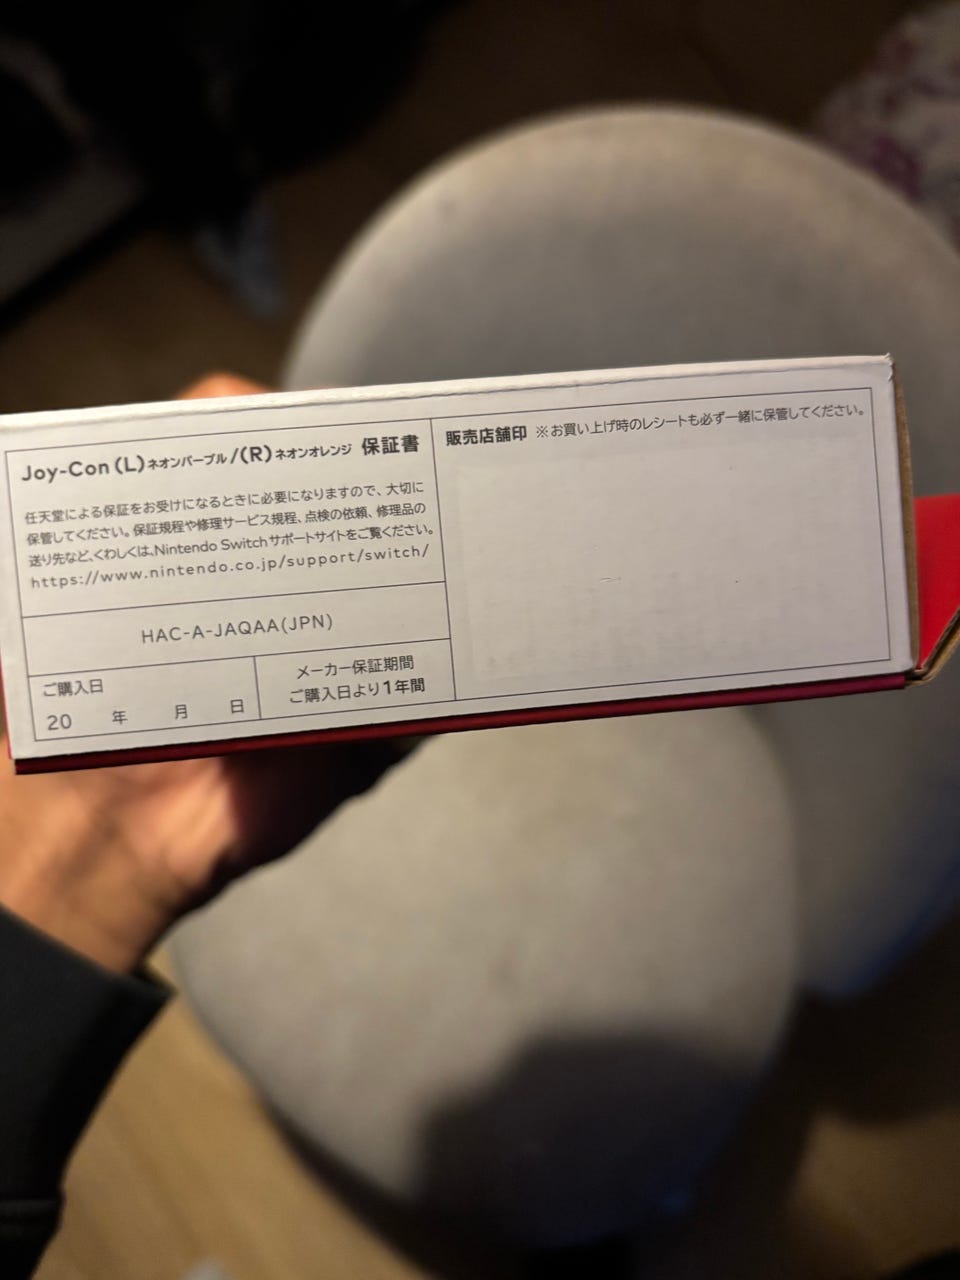 Joy-Con(L)ネオンパープル/(R)ネオンオレンジ 保証書
任天堂による保証をお受けになるときに必要になりますので、大切に
保管してください。保証規程や修理サービス規程、点検の依頼、修理品の
送り先など、くわしくは、Nintendo Switchサポートサイトをご覧ください。
https://www.nintendo.co.jp/support/switch/
HAC-A-JAQAA(JPN)
ご購入日
20 年 月 日
メーカー保証期間
ご購入日より1年間
販売店舗印 ※お買い上げ時のレシートも必ず一緒に保管してください。